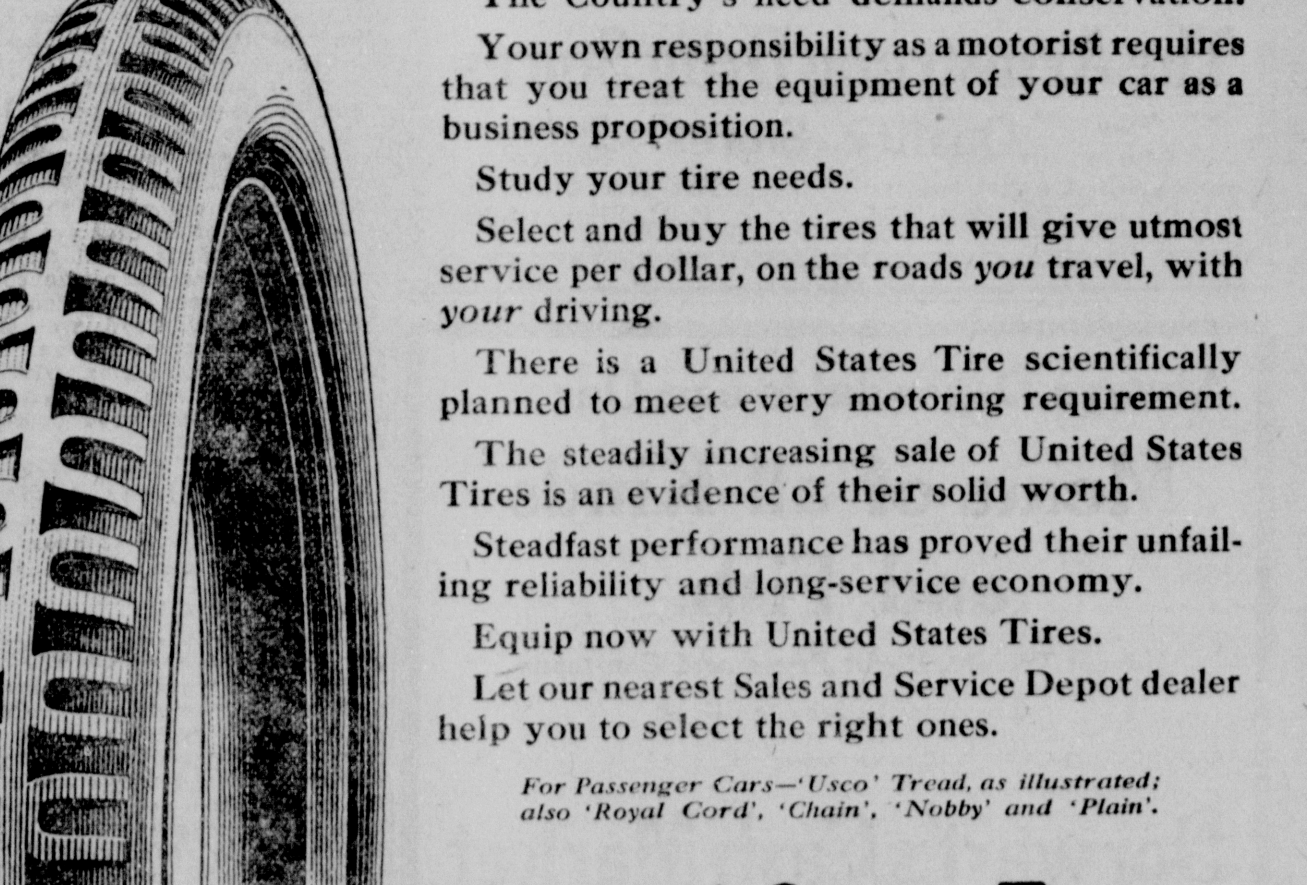 The Country's need demands conservation.
Your own responsibility as a motorist requires
that you treat the equipment of your car as a
business proposition.
Study your tire needs.
Select and buy the tires that will give utmost
service per dollar, on the roads you travel, with
your driving.
There is a United States Tire scientifically
planned to meet every motoring requirement.
The steadily increasing sale of United States
Tires is an evidence of their solid worth.
Steadfast performance has proved their unfail-
ing reliability and long-service economy.
Equip now with United States Tires.
Let our nearest Sales and Service Depot dealer
help you to select the right ones.
For Passenger Cars—'Usco' Tread, as illustrated;
also 'Royal Cord', 'Chain', 'Nobby' and 'Plain'.